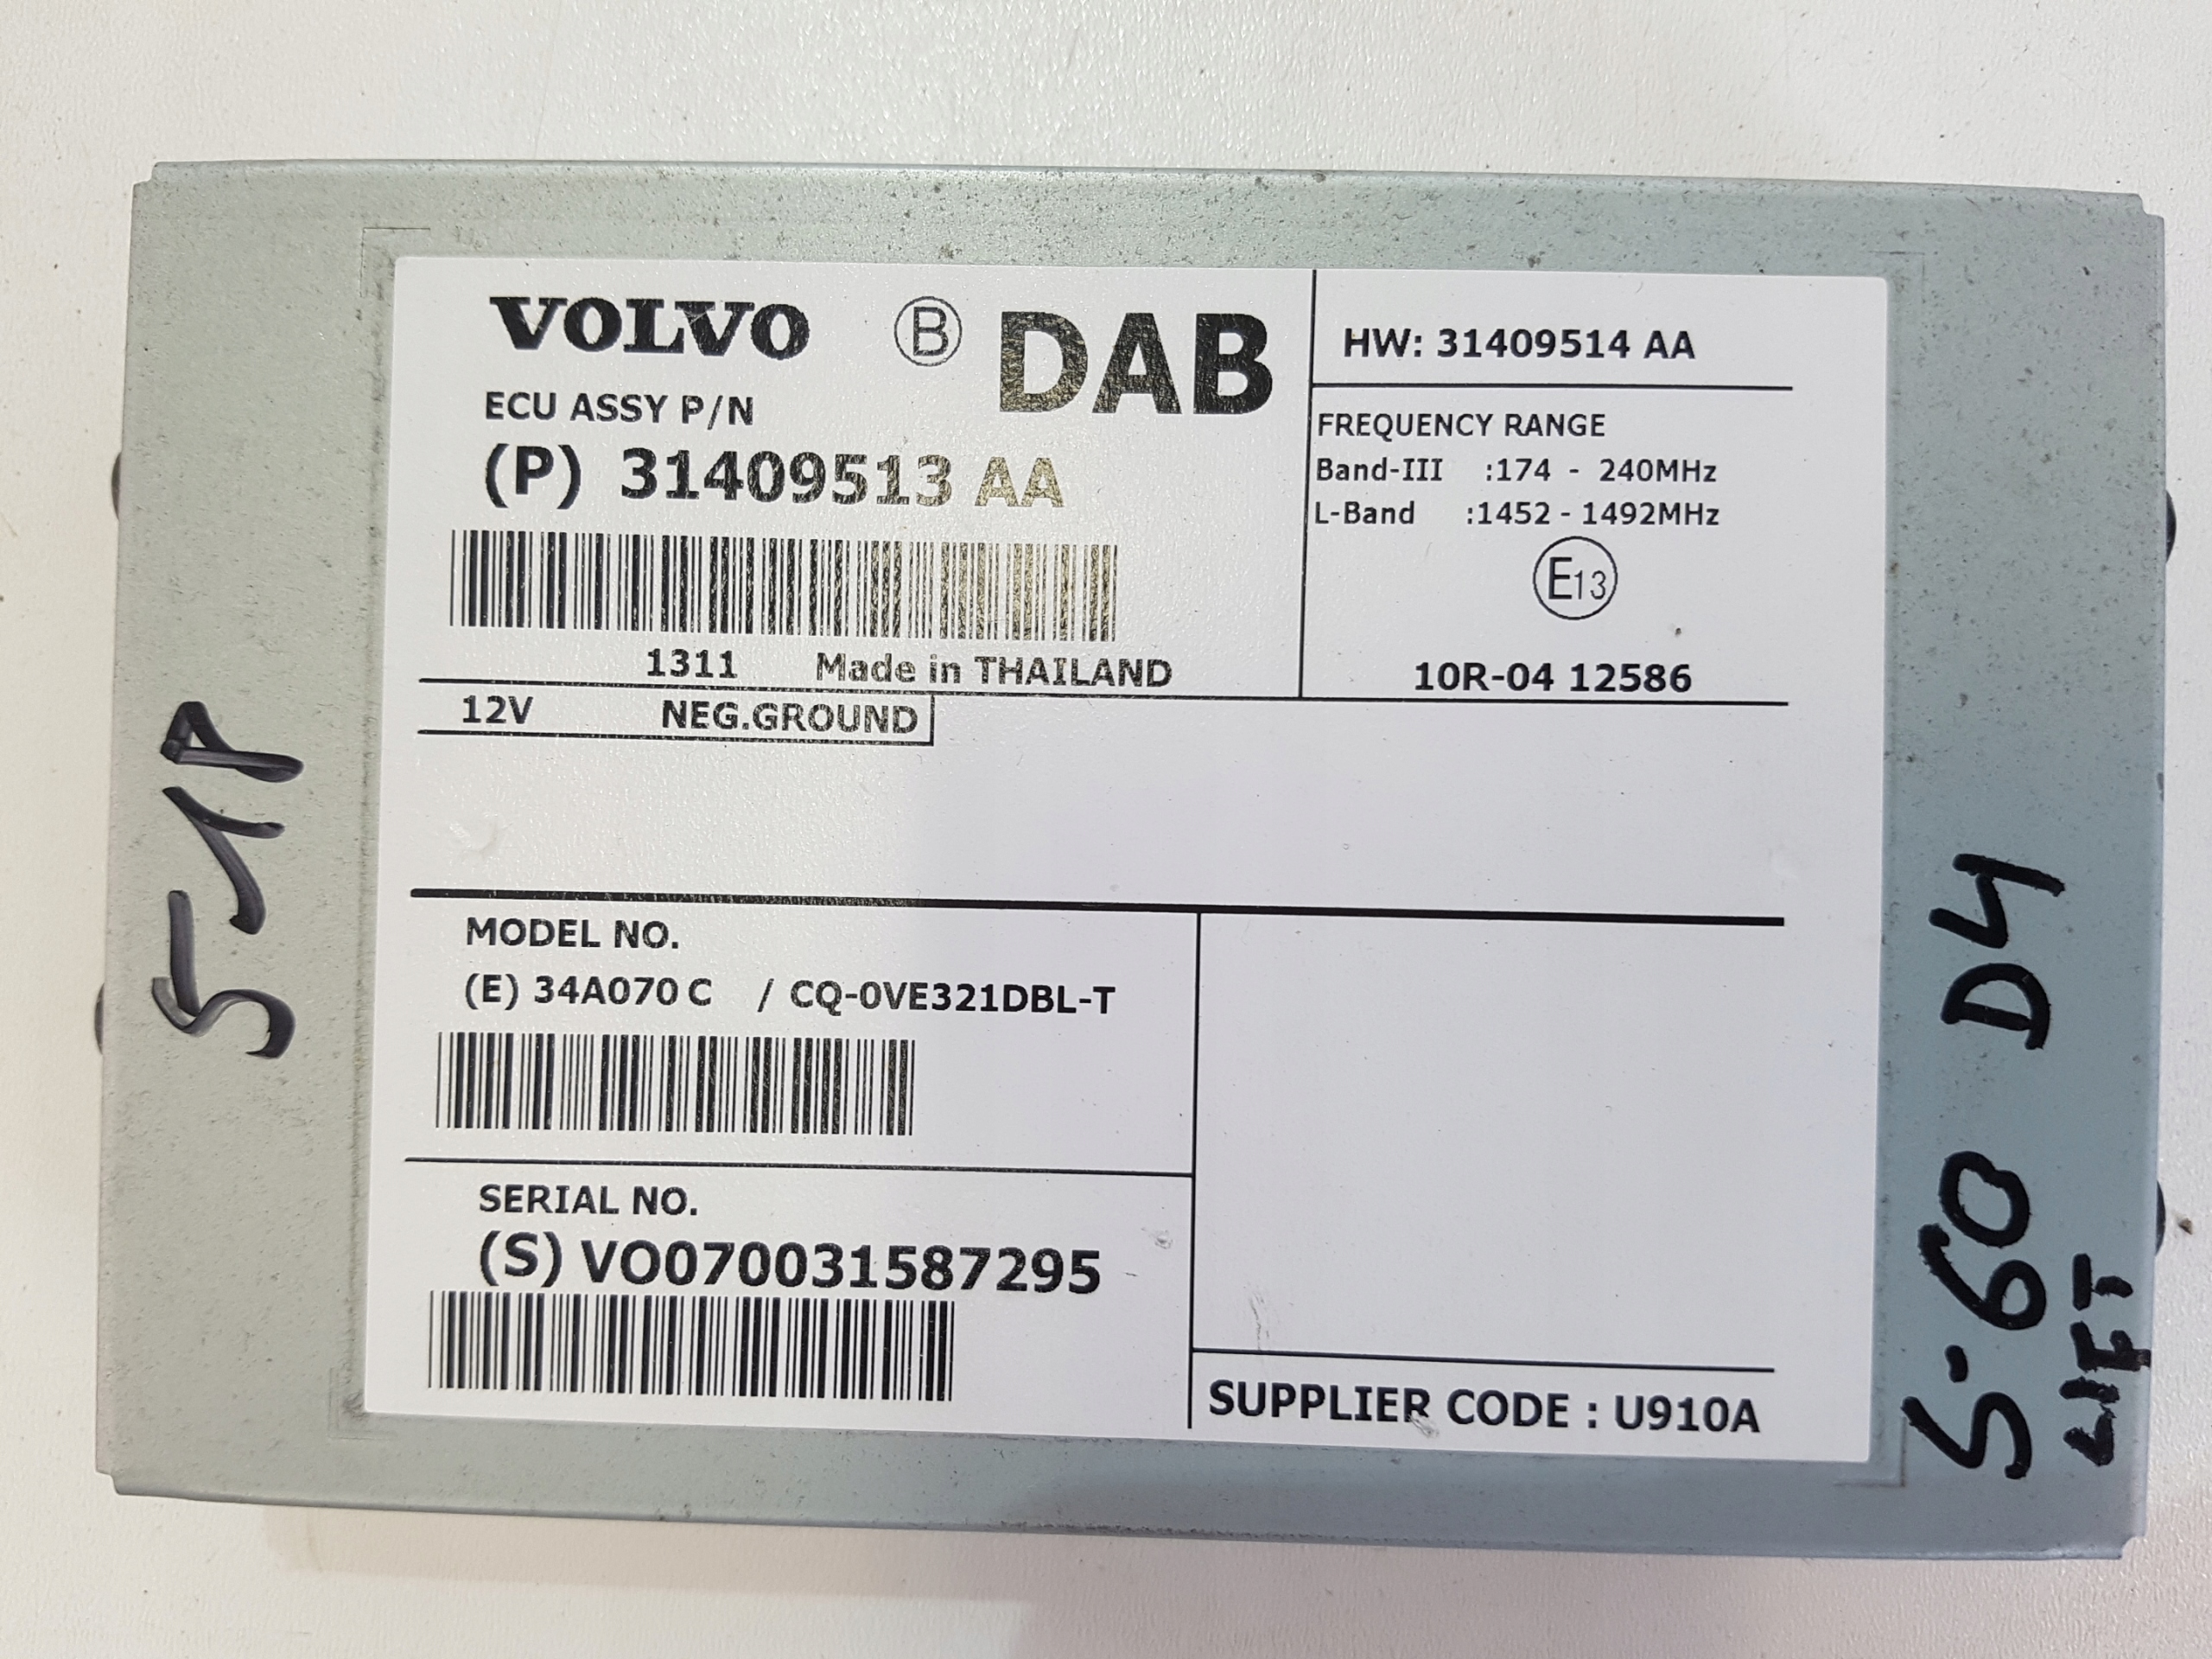 VOLVO Ⓑ DAB
ECU ASSY P/N
(P) 31409513 AA
1311 Made in THAILAND
12V NEG.GROUND
HW: 31409514 AA
FREQUENCY RANGE
Band-III :174 - 240MHz
L-Band :1452 - 1492MHz
E13
10R-04 12586
MODEL NO.
(E) 34A070 C / CQ-0VE321DBL-T
SERIAL NO.
(S) VO070031587295
SUPPLIER CODE : U910A
S-60 D4
LIFT